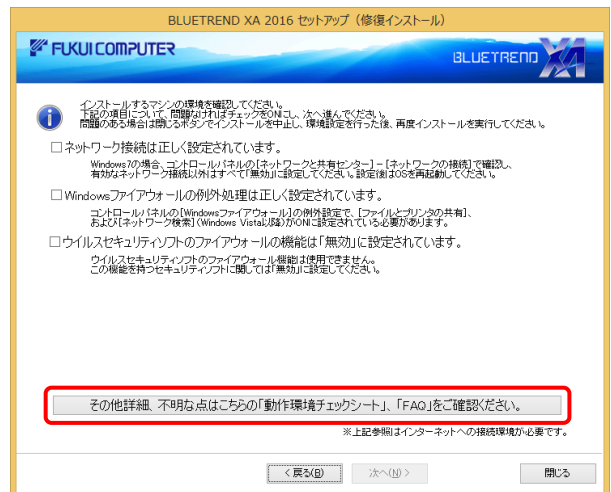 BLUETREND XA 2016 セットアップ（修復インストール）
FUKUI COMPUTER
BLUETREND XA
インストールするマシンの環境を確認してください。
下記の項目について、問題なければチェックをONにし、次へ進んでください。
問題のある場合は閉じるボタンでインストールを中止し、環境設定を行った後、再度インストールを実行してください。
ネットワーク接続は正しく設定されています。
Windows7の場合、コントロールパネルの[ネットワークと共有センター]－[ネットワークの接続]で確認し、
有効なネットワーク接続以外はすべて「無効」に設定してください。設定後はOSを再起動してください。
Windowsファイアウォールの例外処理は正しく設定されています。
コントロールパネルの[Windowsファイアウォール]の例外設定で、[ファイルとプリンタの共有]、
および[ネットワーク検索](Windows Vista以降)がONに設定されている必要があります。
ウイルスセキュリティソフトのファイアウォールの機能は「無効」に設定されています。
ウイルスセキュリティソフトのファイアウォール機能は使用できません。
この機能を持つセキュリティソフトに関しては「無効」に設定してください。
その他詳細、不明な点はこちらの「動作環境チェックシート」、「FAQ」をご確認ください。
※上記参照はインターネットへの接続環境が必要です。
< 戻る(B)
次へ(N) >
閉じる